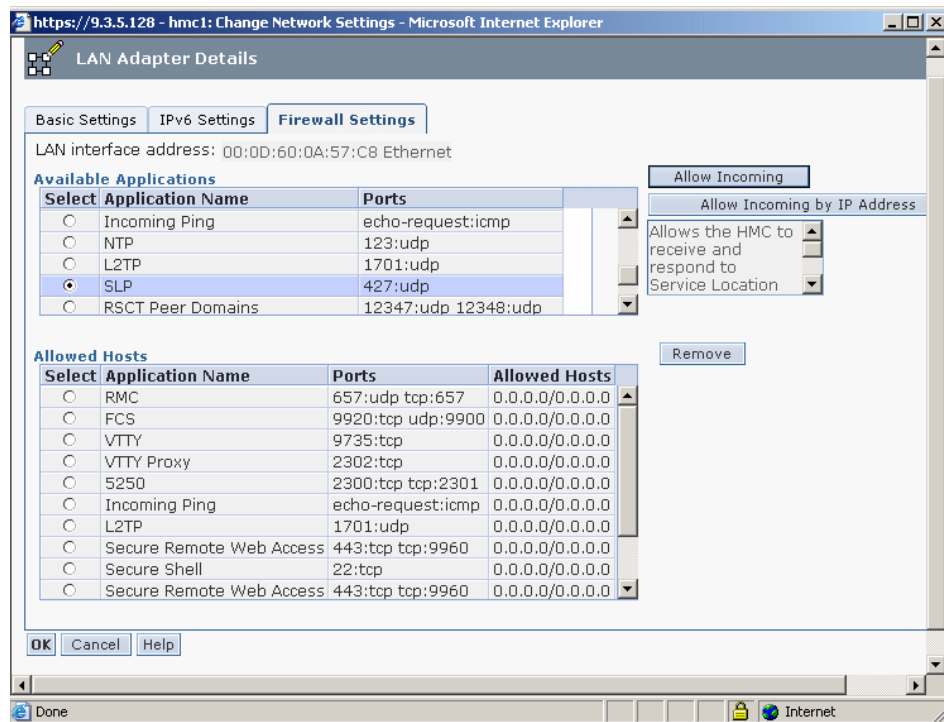 https://9.3.5.128 - hmc1: Change Network Settings - Microsoft Internet Explorer
LAN Adapter Details
Basic Settings IPv6 Settings Firewall Settings
LAN interface address: 00:0D:60:0A:57:C8 Ethernet
Available Applications
Select Application Name Ports
Incoming Ping echo-request:icmp
NTP 123:udp
L2TP 1701:udp
SLP 427:udp
RSCT Peer Domains 12347:udp 12348:udp
Allow Incoming
Allow Incoming by IP Address
Allows the HMC to
receive and
respond to
Service Location
Allowed Hosts
Remove
Select Application Name Ports Allowed Hosts
RMC 657:udp tcp:657 0.0.0.0/0.0.0.0
FCS 9920:tcp udp:9900 0.0.0.0/0.0.0.0
VTTY 9735:tcp 0.0.0.0/0.0.0.0
VTTY Proxy 2302:tcp 0.0.0.0/0.0.0.0
5250 2300:tcp tcp:2301 0.0.0.0/0.0.0.0
Incoming Ping echo-request:icmp 0.0.0.0/0.0.0.0
L2TP 1701:udp 0.0.0.0/0.0.0.0
Secure Remote Web Access 443:tcp tcp:9960 0.0.0.0/0.0.0.0
Secure Shell 22:tcp 0.0.0.0/0.0.0.0
Secure Remote Web Access 443:tcp tcp:9960 0.0.0.0/0.0.0.0
OK Cancel Help
Done Internet